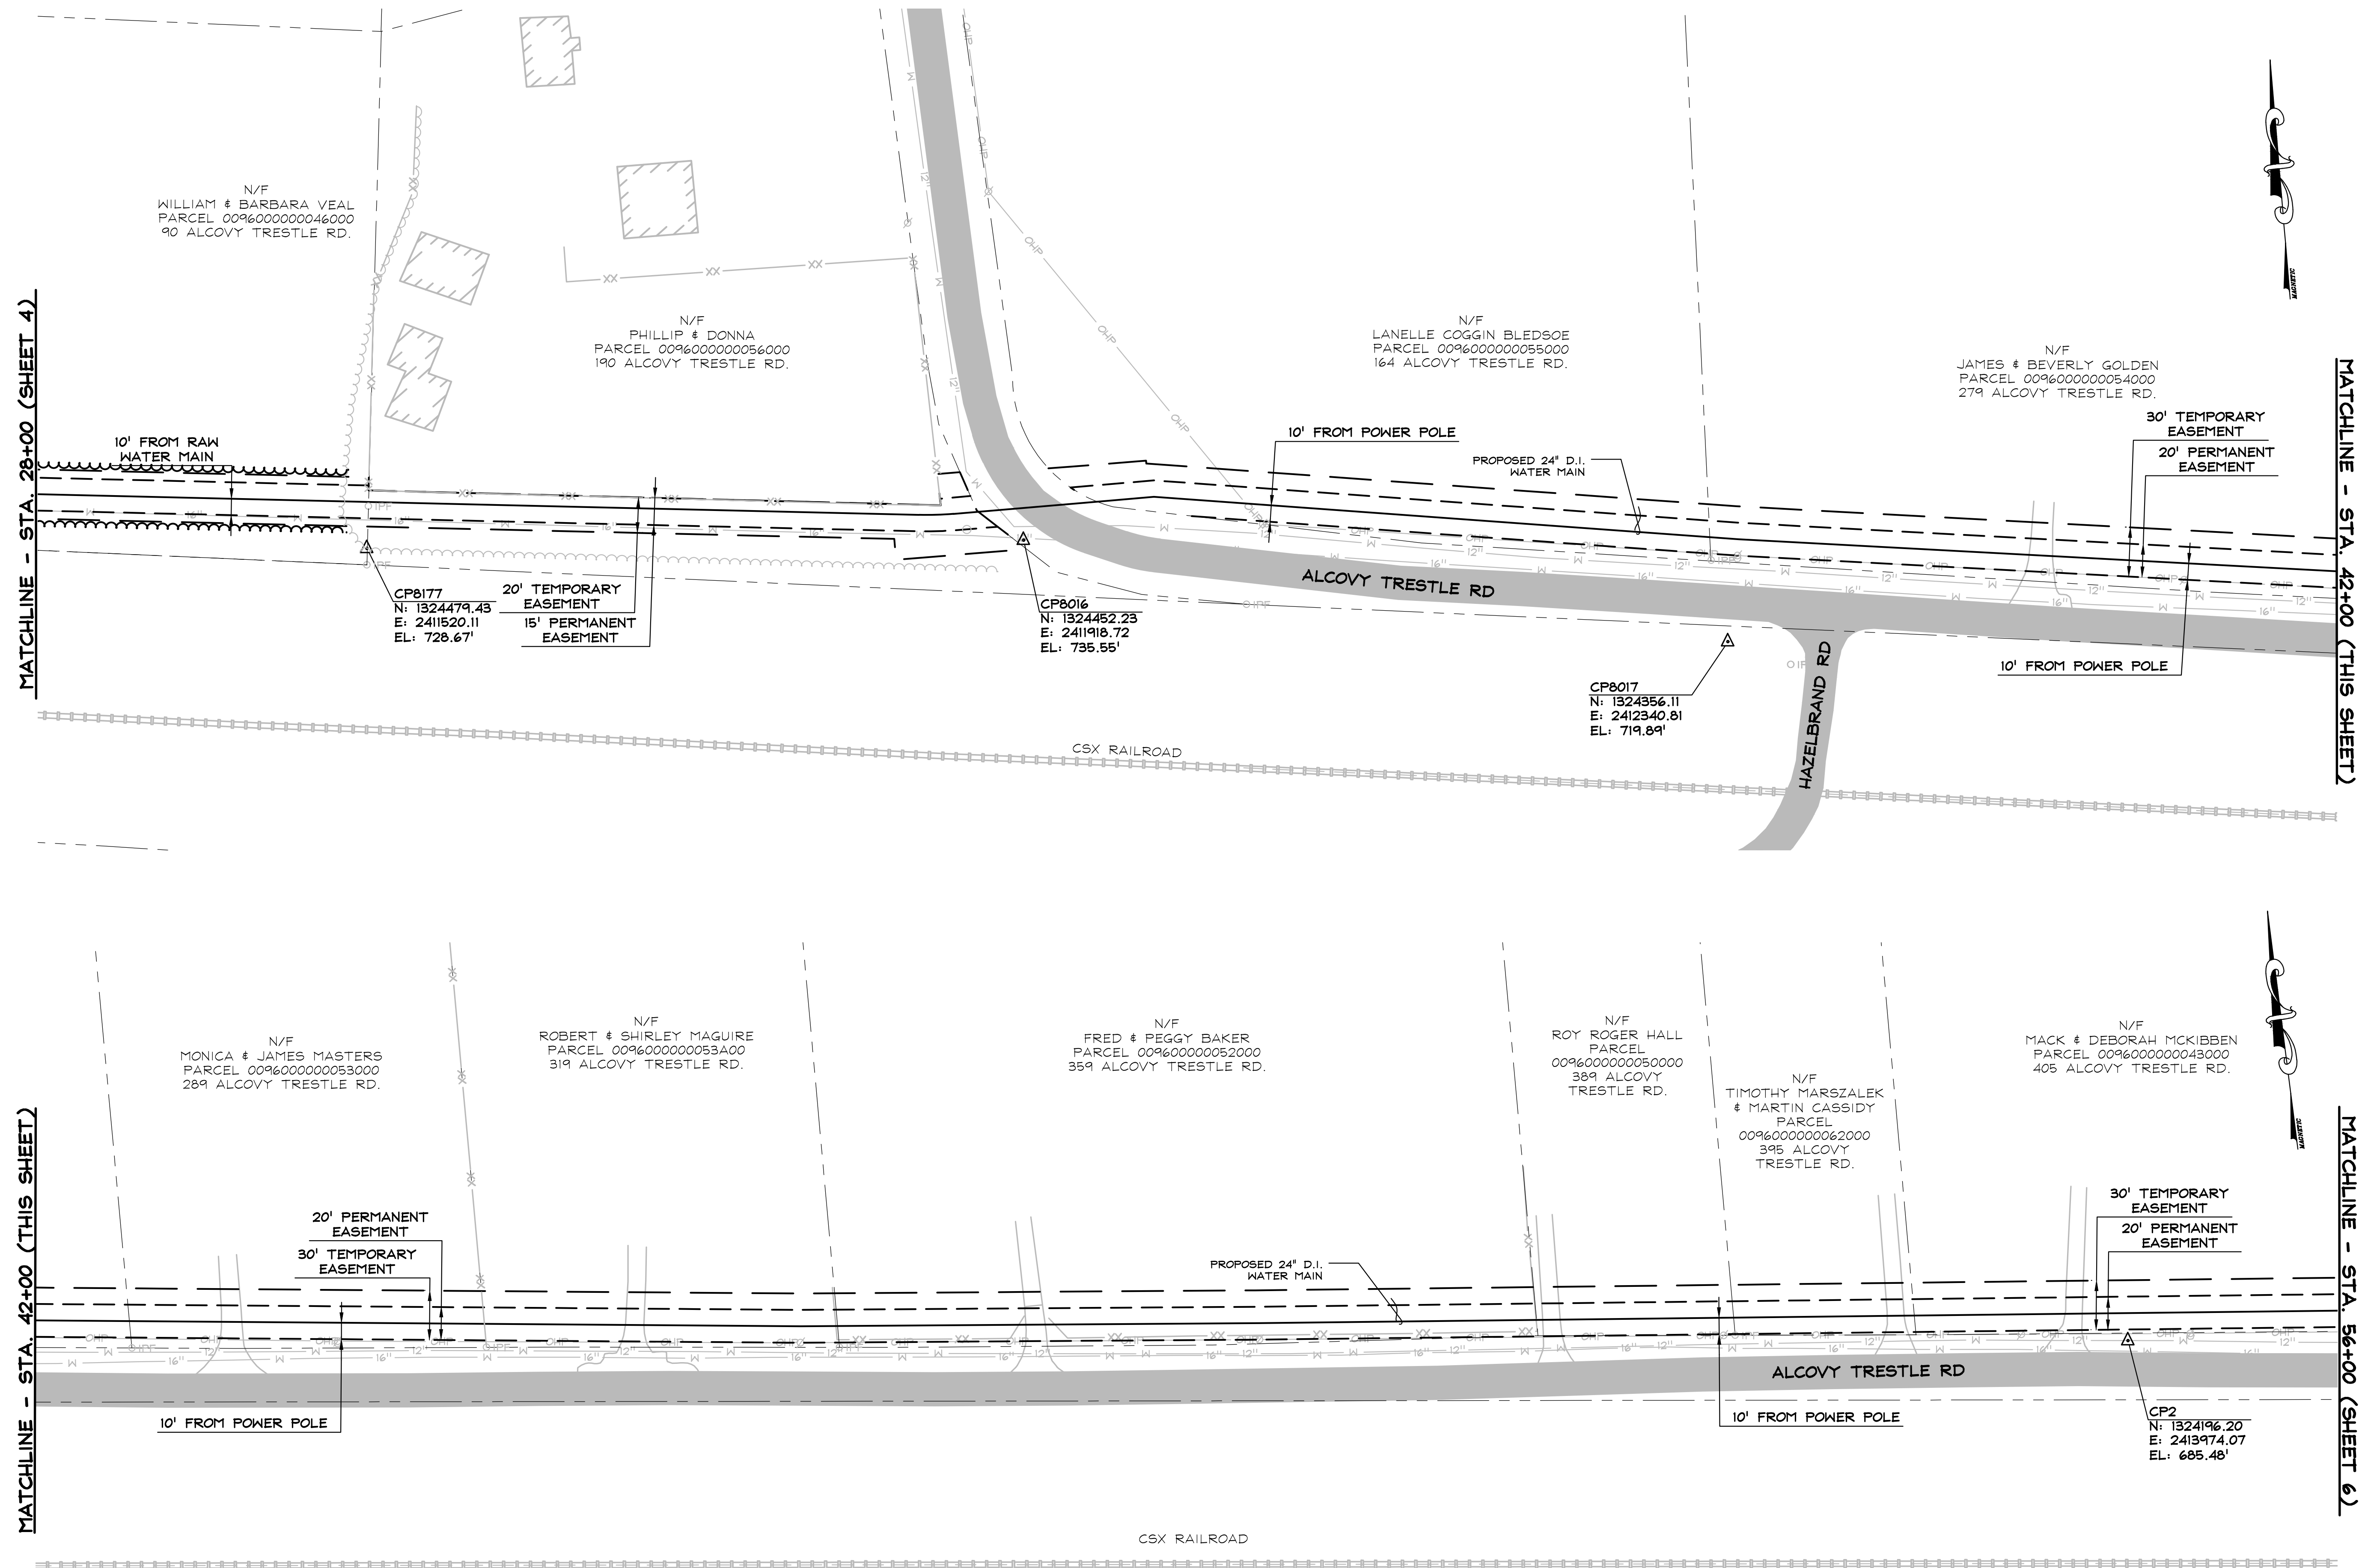 N/F
WILLIAM & BARBARA VEAL
PARCEL 0096000000046000
90 ALCOVY TRESTLE RD.
N/F
PHILLIP & DONNA
PARCEL 0096000000056000
190 ALCOVY TRESTLE RD.
N/F
LANELLE COGGIN BLEDSOE
PARCEL 0096000000055000
164 ALCOVY TRESTLE RD.
N/F
JAMES & BEVERLY GOLDEN
PARCEL 0096000000054000
279 ALCOVY TRESTLE RD.
MAGNETIC
MATCHLINE - STA. 28+00 (SHEET 4)
MATCHLINE - STA. 42+00 (THIS SHEET)
10' FROM RAW
WATER MAIN
10' FROM POWER POLE
PROPOSED 24" D.I.
WATER MAIN
30' TEMPORARY
EASEMENT
20' PERMANENT
EASEMENT
CP8177
N: 1324479.43
E: 2411520.11
EL: 728.67'
20' TEMPORARY
EASEMENT
15' PERMANENT
EASEMENT
CP8016
N: 1324452.23
E: 2411918.72
EL: 735.55'
ALCOVY TRESTLE RD
CP8017
N: 1324356.11
E: 2412340.81
EL: 719.89'
HAZELBRAND RD
10' FROM POWER POLE
CSX RAILROAD
N/F
MONICA & JAMES MASTERS
PARCEL 0096000000053000
289 ALCOVY TRESTLE RD.
N/F
ROBERT & SHIRLEY MAGUIRE
PARCEL 0096000000053A00
319 ALCOVY TRESTLE RD.
N/F
FRED & PEGGY BAKER
PARCEL 009600000052000
359 ALCOVY TRESTLE RD.
N/F
ROY ROGER HALL
PARCEL
0096000000050000
389 ALCOVY
TRESTLE RD.
N/F
TIMOTHY MARSZALEK
& MARTIN CASSIDY
PARCEL
0096000000062000
395 ALCOVY
TRESTLE RD.
N/F
MACK & DEBORAH MCKIBBEN
PARCEL 0096000000043000
405 ALCOVY TRESTLE RD.
MAGNETIC
MATCHLINE - STA. 42+00 (THIS SHEET)
MATCHLINE - STA. 56+00 (SHEET 6)
20' PERMANENT
EASEMENT
30' TEMPORARY
EASEMENT
PROPOSED 24" D.I.
WATER MAIN
30' TEMPORARY
EASEMENT
20' PERMANENT
EASEMENT
10' FROM POWER POLE
ALCOVY TRESTLE RD
10' FROM POWER POLE
CP2
N: 1324196.20
E: 2413974.07
EL: 685.48'
CSX RAILROAD